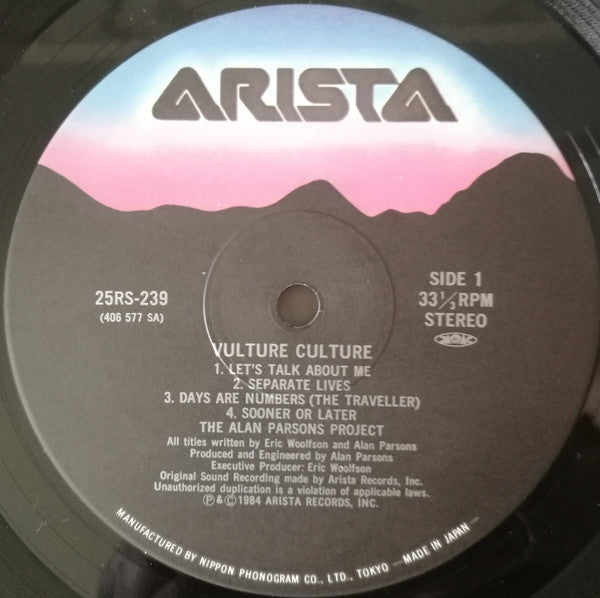 ARISTA
25RS-239
(406 577 SA)
SIDE 1
33 1/3 RPM
STEREO
VULTURE CULTURE
1. LET'S TALK ABOUT ME
2. SEPARATE LIVES
3. DAYS ARE NUMBERS (THE TRAVELLER)
4. SOONER OR LATER
THE ALAN PARSONS PROJECT
All titles written by Eric Woolfson and Alan Parsons
Produced and Engineered by Alan Parsons
Executive Producer: Eric Woolfson
Original Sound Recording made by Arista Records, Inc.
Unauthorized duplication is a violation of applicable laws.
Ⓟ&Ⓒ1984 ARISTA RECORDS, INC.
MANUFACTURED BY NIPPON PHONOGRAM CO., LTD., TOKYO — MADE IN JAPAN —